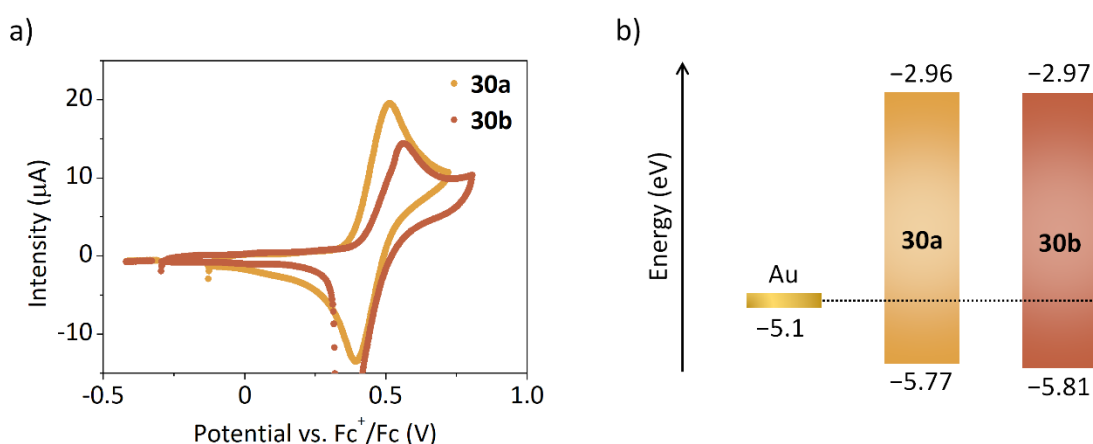 a)
30a
30b
20
10
0
-10
Intensity (µA)
-0.5
0
0.5
1.0
Potential vs. Fc⁺/Fc (V)
b)
Energy (eV)
−2.96
−2.97
30a
30b
Au
−5.1
−5.77
−5.81